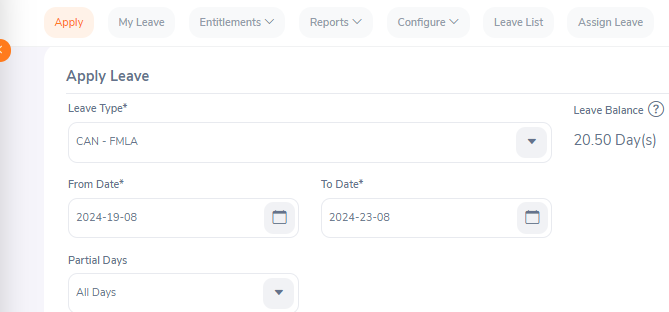 Apply My Leave Entitlements Reports Configure Leave List Assign Leave
Apply Leave
Leave Type* Leave Balance ?
CAN - FMLA 20.50 Day(s)
From Date* To Date*
2024-19-08 2024-23-08
Partial Days
All Days